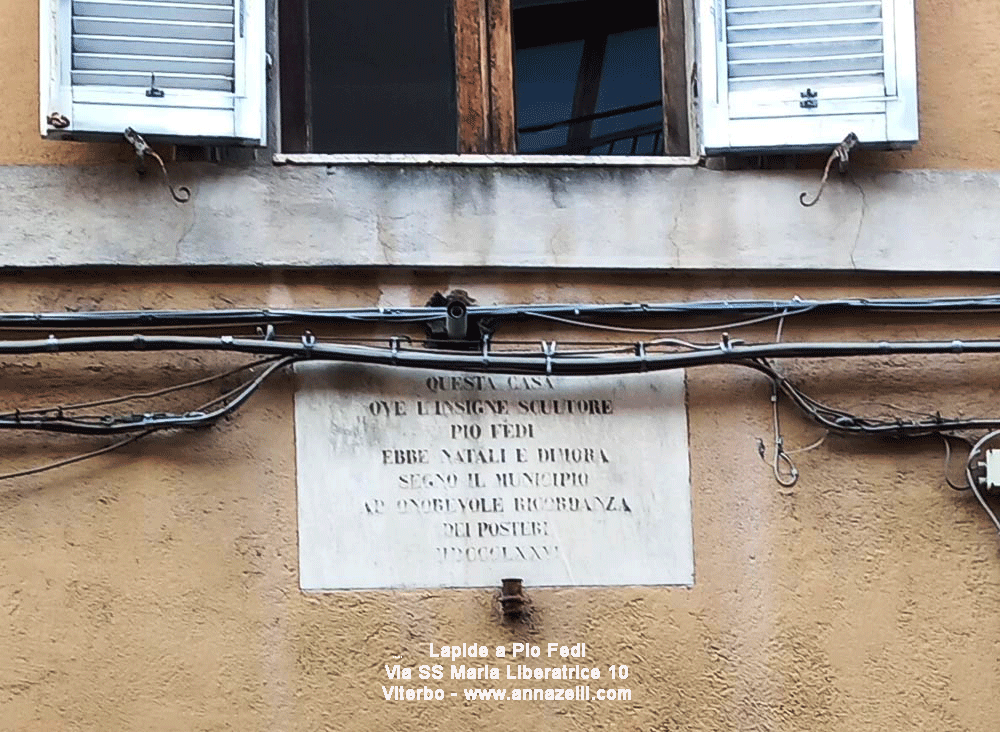 QUESTA CASA
OVE L'INSIGNE SCULTORE
PIO FEDI
EBBE NATALI E DIMORA
SEGNO IL MUNICIPIO
AD ONOREVOLE RICORDANZA
DEI POSTERI
Lapide a Pio Fedi
Via SS Maria Liberatrice 10
Viterbo - www.annazelli.com